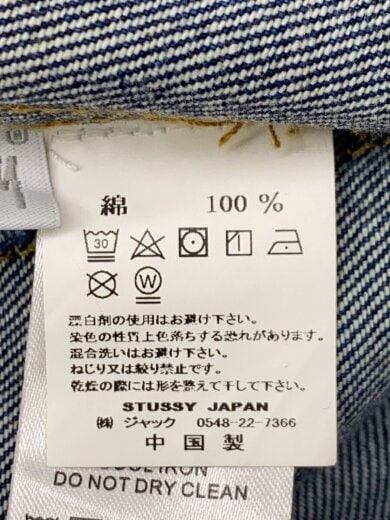 綿 100 %
30
W
漂白剤の使用はお避け下さい。
染色の性質上色落ちする恐れがあります。
混合洗いはお避け下さい。
ねじり又は絞り禁止です。
乾燥の際には形を整えて干して下さい。
STUSSY JAPAN
㈱ ジャック 0548-22-7366
中国製
COOL IRON
DO NOT DRY CLEAN